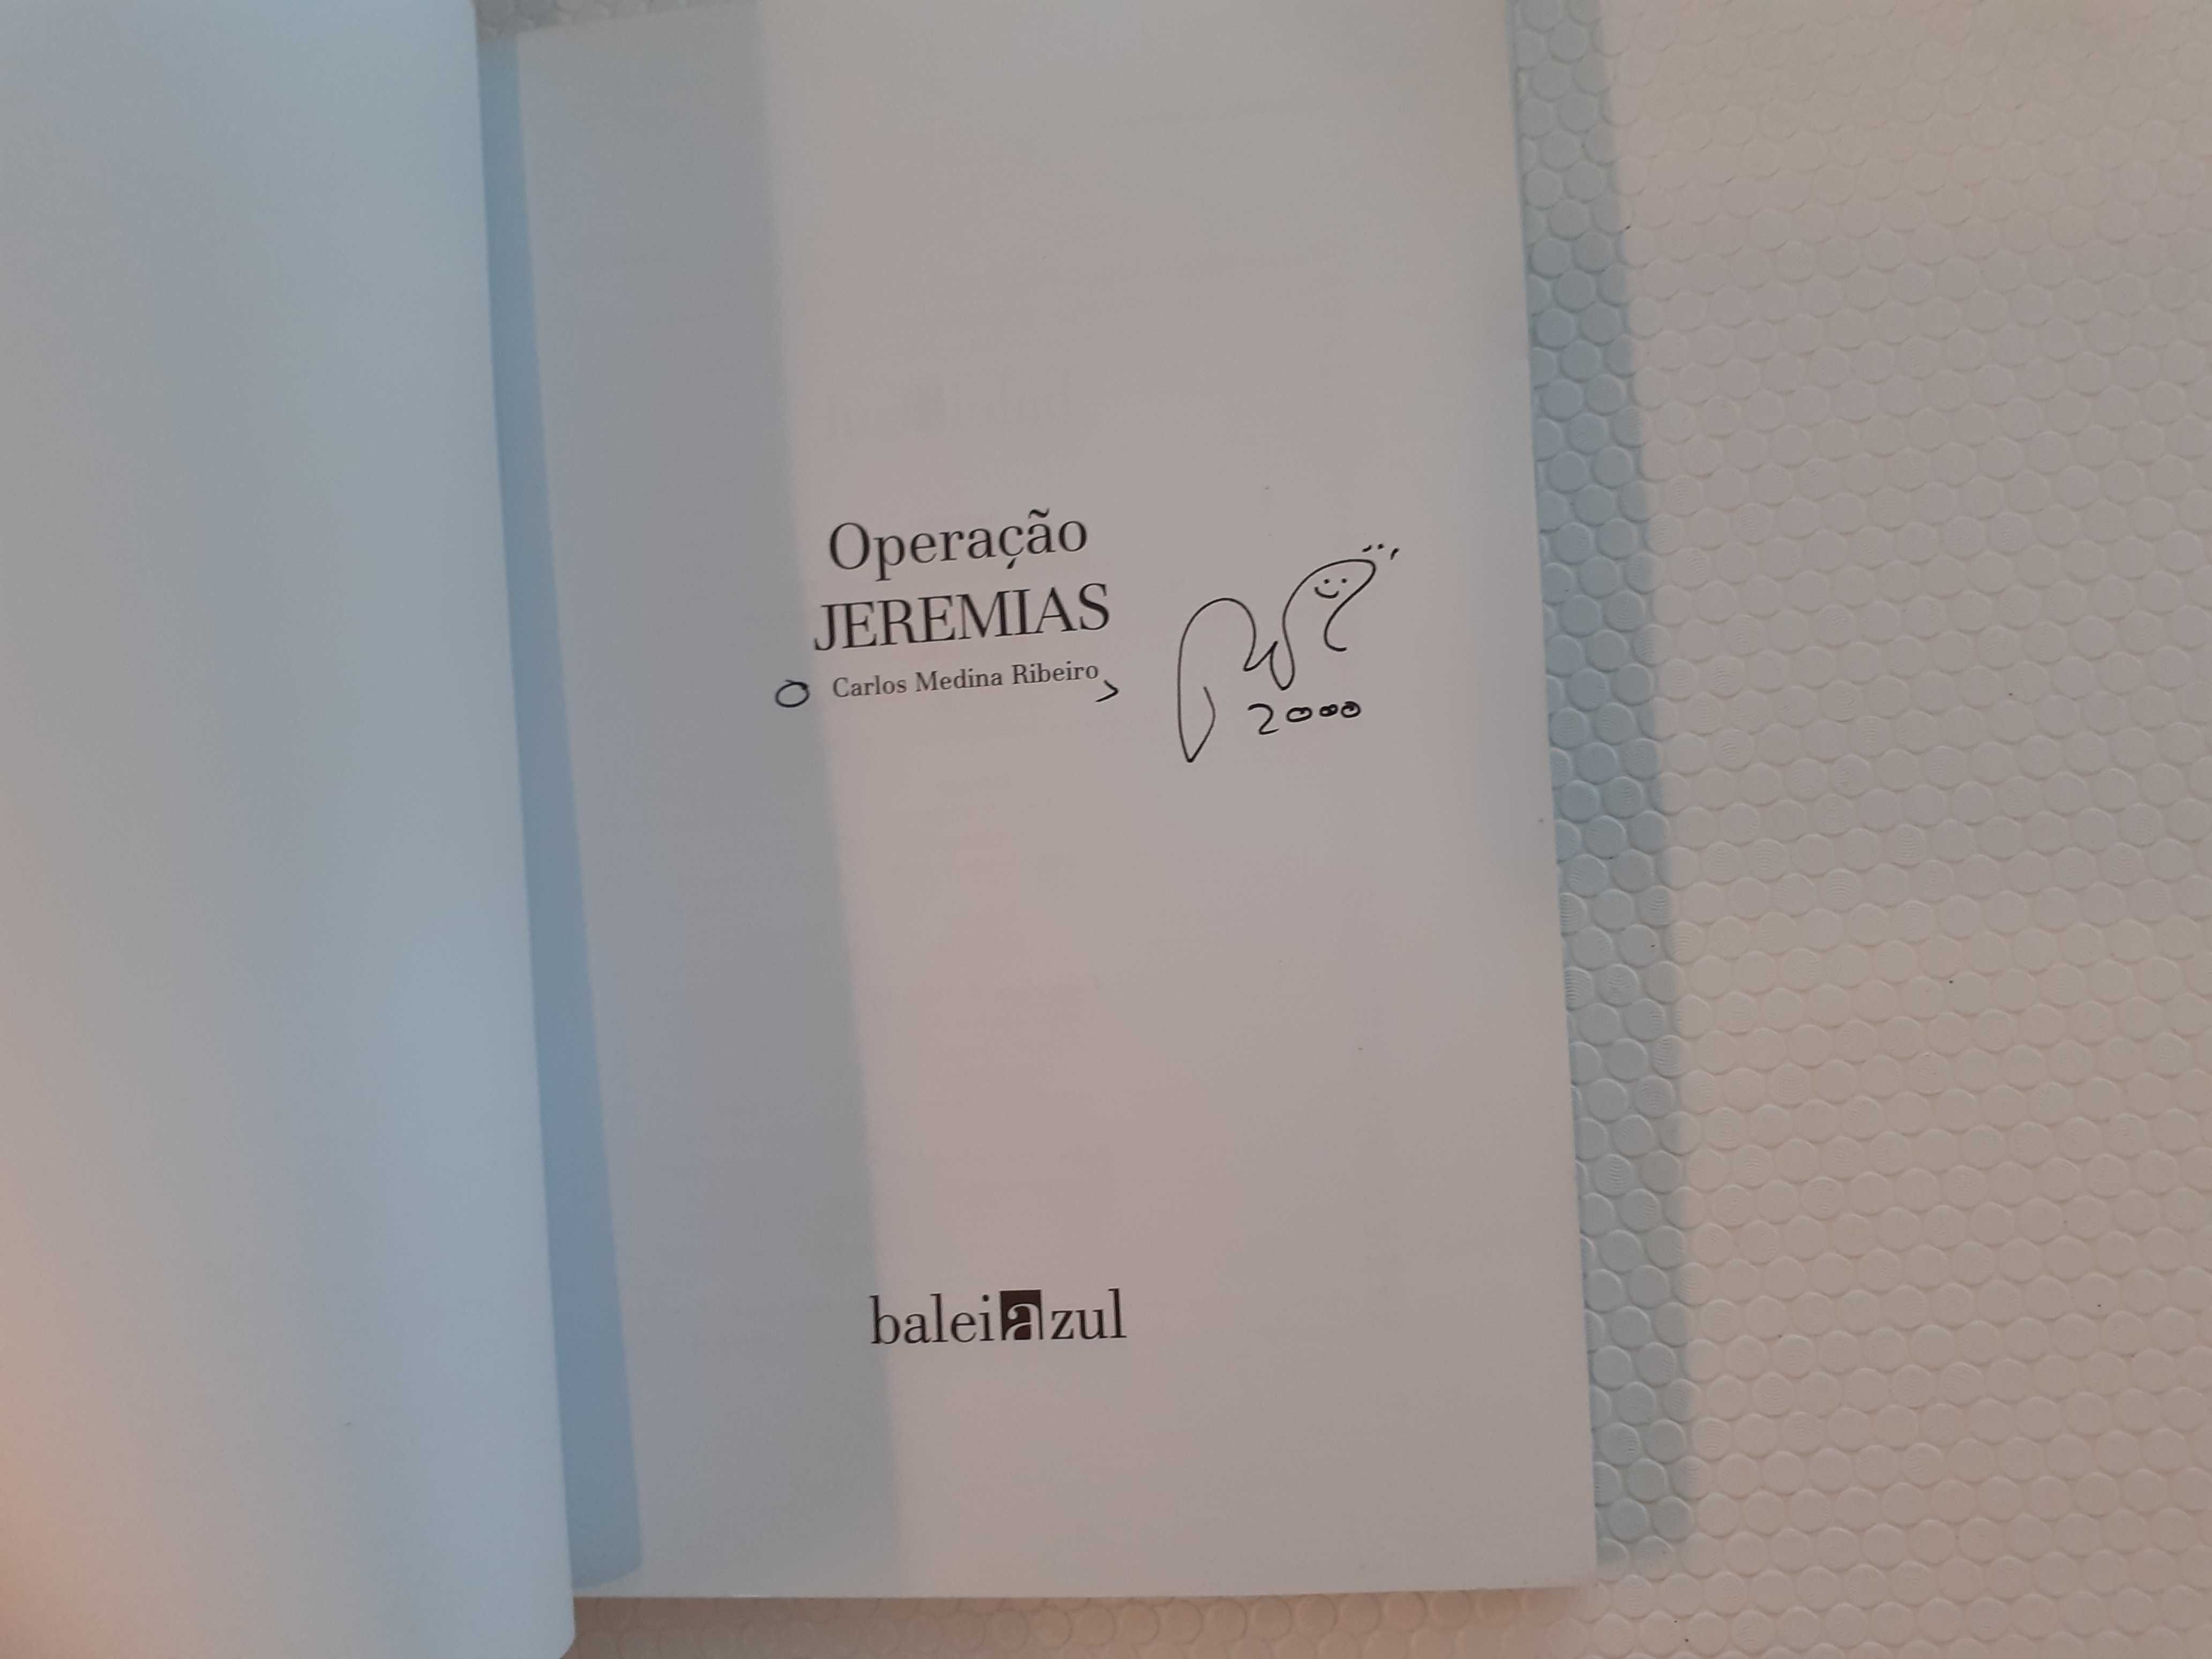 Operação
JEREMIAS
Carlos Medina Ribeiro
2000
baleiazul